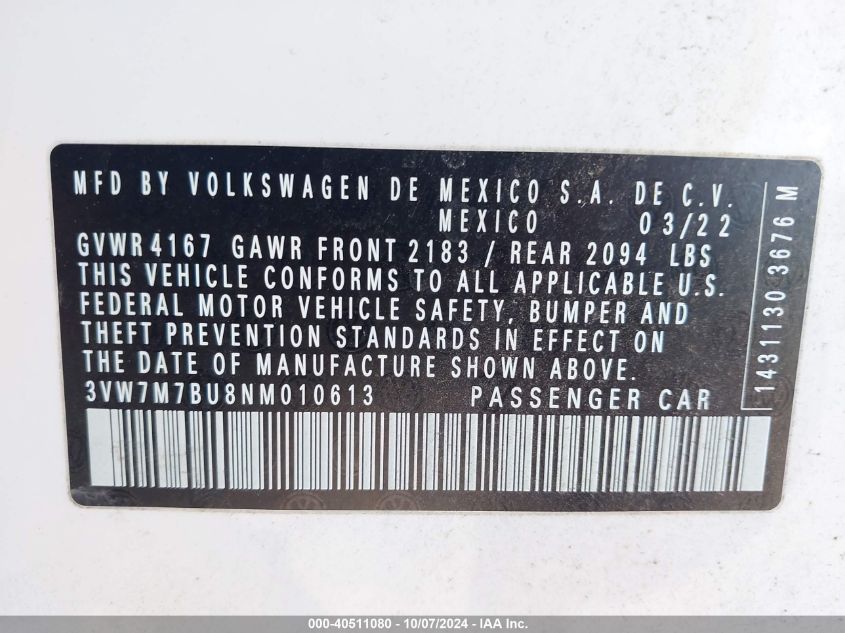 MFD BY VOLKSWAGEN DE MEXICO S.A. DE C.V.
MEXICO 03/22
GVWR 4167 GAWR FRONT 2183 / REAR 2094 LBS
THIS VEHICLE CONFORMS TO ALL APPLICABLE U.S.
FEDERAL MOTOR VEHICLE SAFETY, BUMPER AND
THEFT PREVENTION STANDARDS IN EFFECT ON
THE DATE OF MANUFACTURE SHOWN ABOVE.
3VW7M7BU8NM010613 PASSENGER CAR
1431130 3676 M
000-40511080 - 10/07/2024 - IAA Inc.